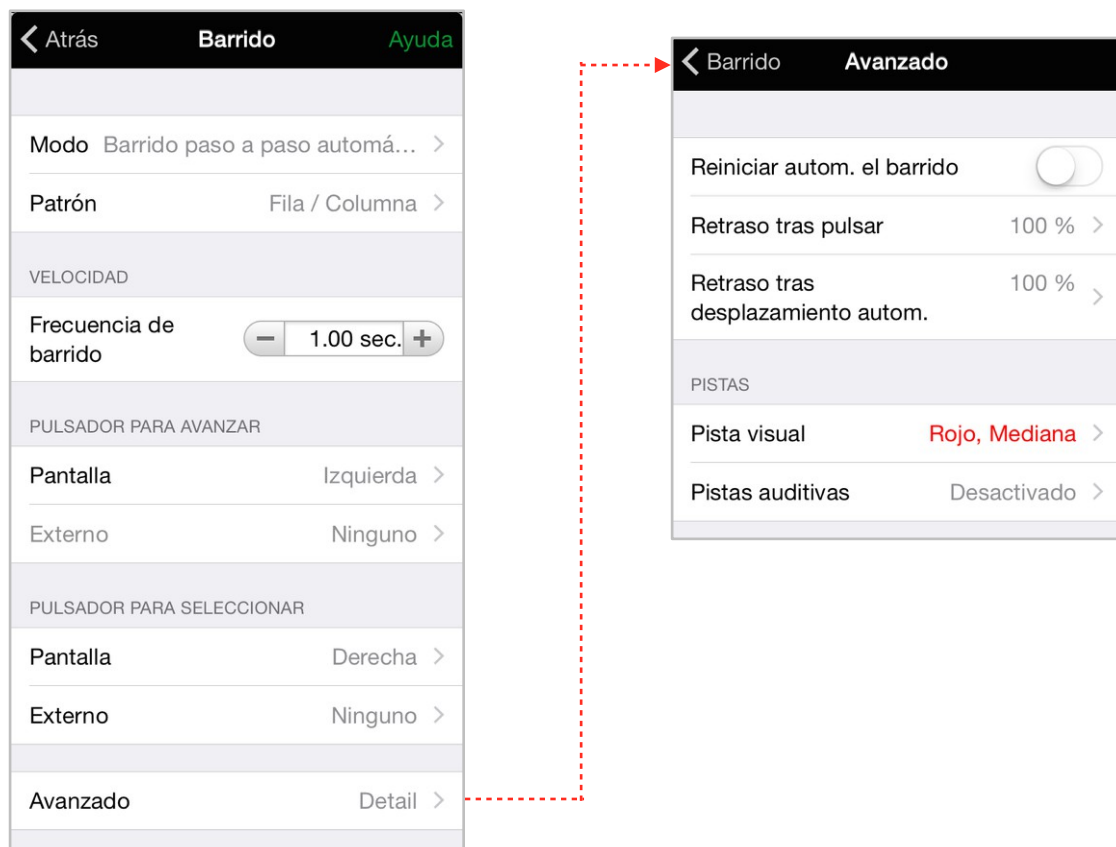 Atrás Barrido Ayuda
Modo Barrido paso a paso automá...
Patrón Fila / Columna
VELOCIDAD
Frecuencia de
barrido
− 1.00 sec. +
PULSADOR PARA AVANZAR
Pantalla Izquierda
Externo Ninguno
PULSADOR PARA SELECCIONAR
Pantalla Derecha
Externo Ninguno
Avanzado Detail
Barrido Avanzado
Reiniciar autom. el barrido
Retraso tras pulsar 100 %
Retraso tras 100 %
desplazamiento autom.
PISTAS
Pista visual Rojo, Mediana
Pistas auditivas Desactivado